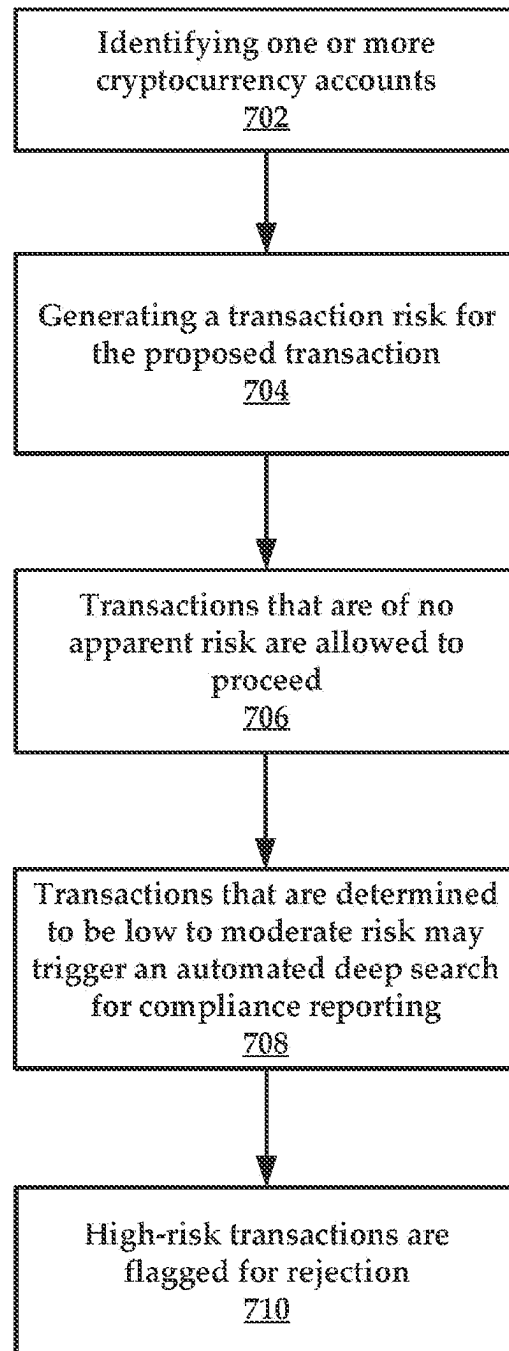 Identifying one or more
cryptocurrency accounts
702
Generating a transaction risk for
the proposed transaction
704
Transactions that are of no
apparent risk are allowed to
proceed
706
Transactions that are determined
to be low to moderate risk may
trigger an automated deep search
for compliance reporting
708
High-risk transactions are
flagged for rejection
710